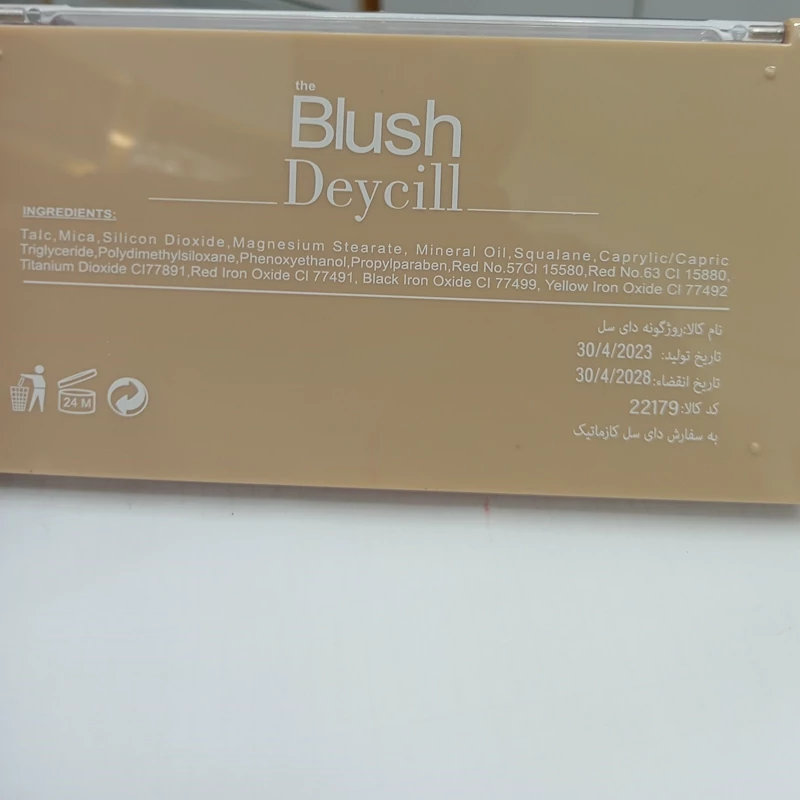 the
Blush
Deycill
INGREDIENTS:
Talc,Mica,Silicon Dioxide,Magnesium Stearate, Mineral Oil,Squalane,Caprylic/Capric
Triglyceride,Polydimethylsiloxane,Phenoxyethanol,Propylparaben,Red No.57CI 15580,Red No.63 CI 15880,
Titanium Dioxide CI77891,Red Iron Oxide CI 77491, Black Iron Oxide CI 77499, Yellow Iron Oxide CI 77492
نام کالا:روژگونه دای سل
تاریخ تولید: 30/4/2023
تاریخ انقضاء:30/4/2028
کد کالا:22179
به سفارش دای سل کازماتیک
24 M